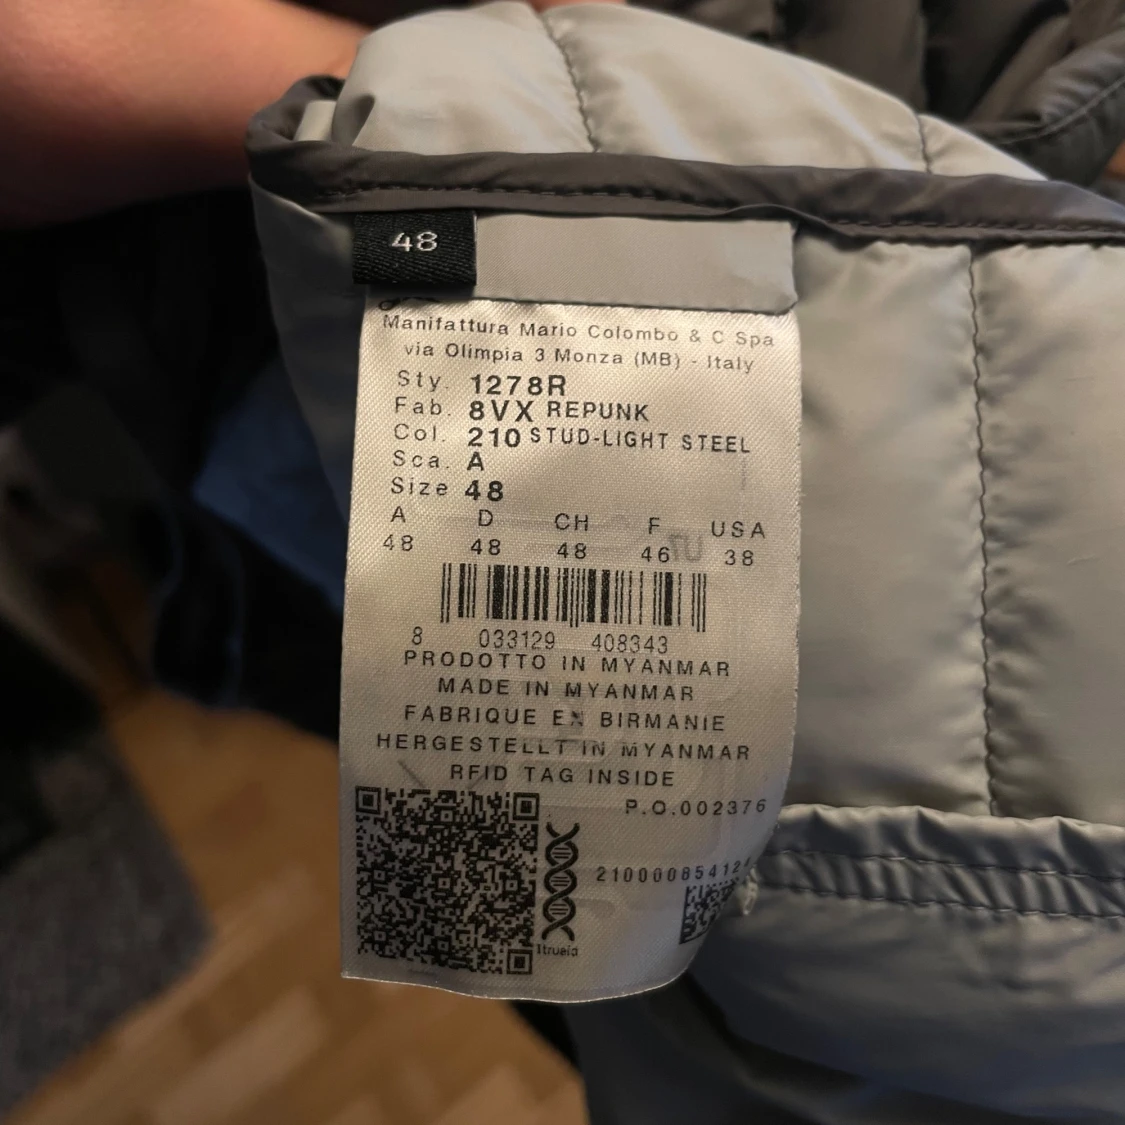 48
Manifattura Mario Colombo & C Spa
via Olimpia 3 Monza (MB) - Italy
Sty. 1278R
Fab. 8VX REPUNK
Col. 210 STUD-LIGHT STEEL
Sca. A
Size 48
A D CH F USA
48 48 48 46 38
8 033129 408343
PRODOTTO IN MYANMAR
MADE IN MYANMAR
FABRIQUE EN BIRMANIE
HERGESTELLT IN MYANMAR
RFID TAG INSIDE
P.O.002376
1trueid